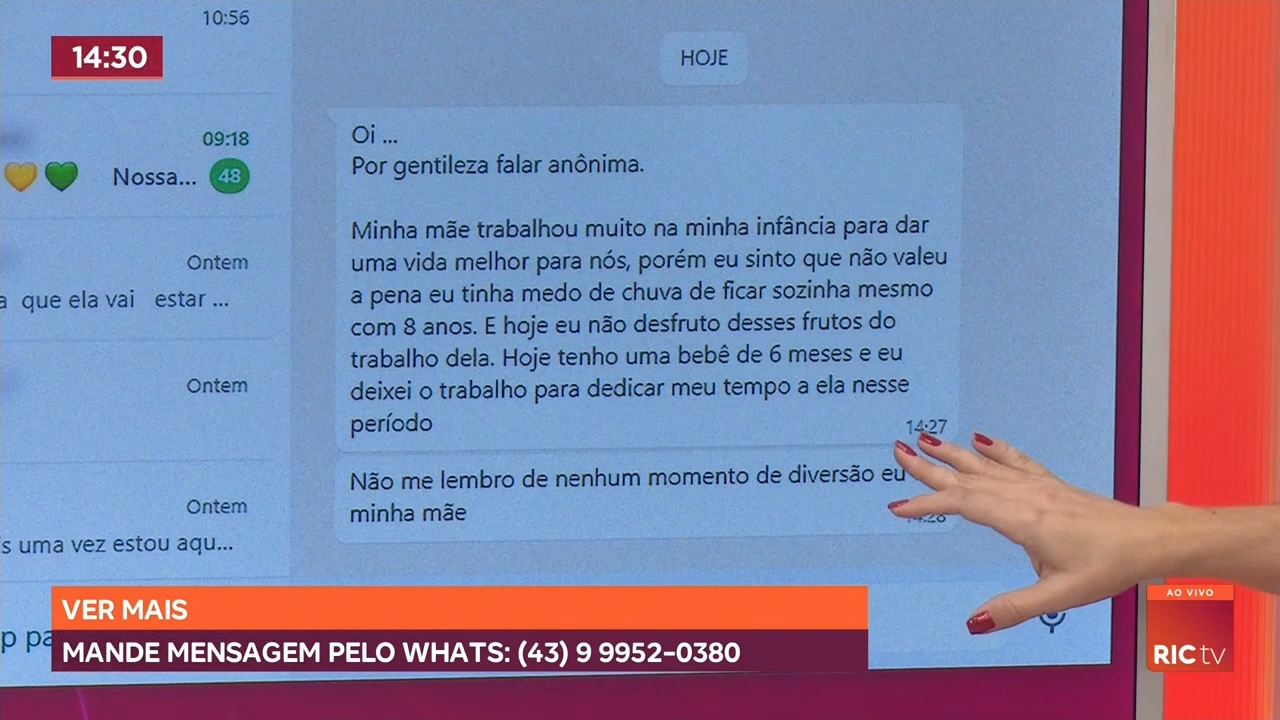 10:56
14:30
HOJE
09:18
Nossa... 48
Ontem
a que ela vai estar ...
Ontem
Ontem
s uma vez estou aqu...
Oi ...
Por gentileza falar anônima.
Minha mãe trabalhou muito na minha infância para dar
uma vida melhor para nós, porém eu sinto que não valeu
a pena eu tinha medo de chuva de ficar sozinha mesmo
com 8 anos. E hoje eu não desfruto desses frutos do
trabalho dela. Hoje tenho uma bebê de 6 meses e eu
deixei o trabalho para dedicar meu tempo a ela nesse
período
14:27
Não me lembro de nenhum momento de diversão eu
minha mãe
14:28
VER MAIS
p pa
MANDE MENSAGEM PELO WHATS: (43) 9 9952-0380
AO VIVO
RICtv